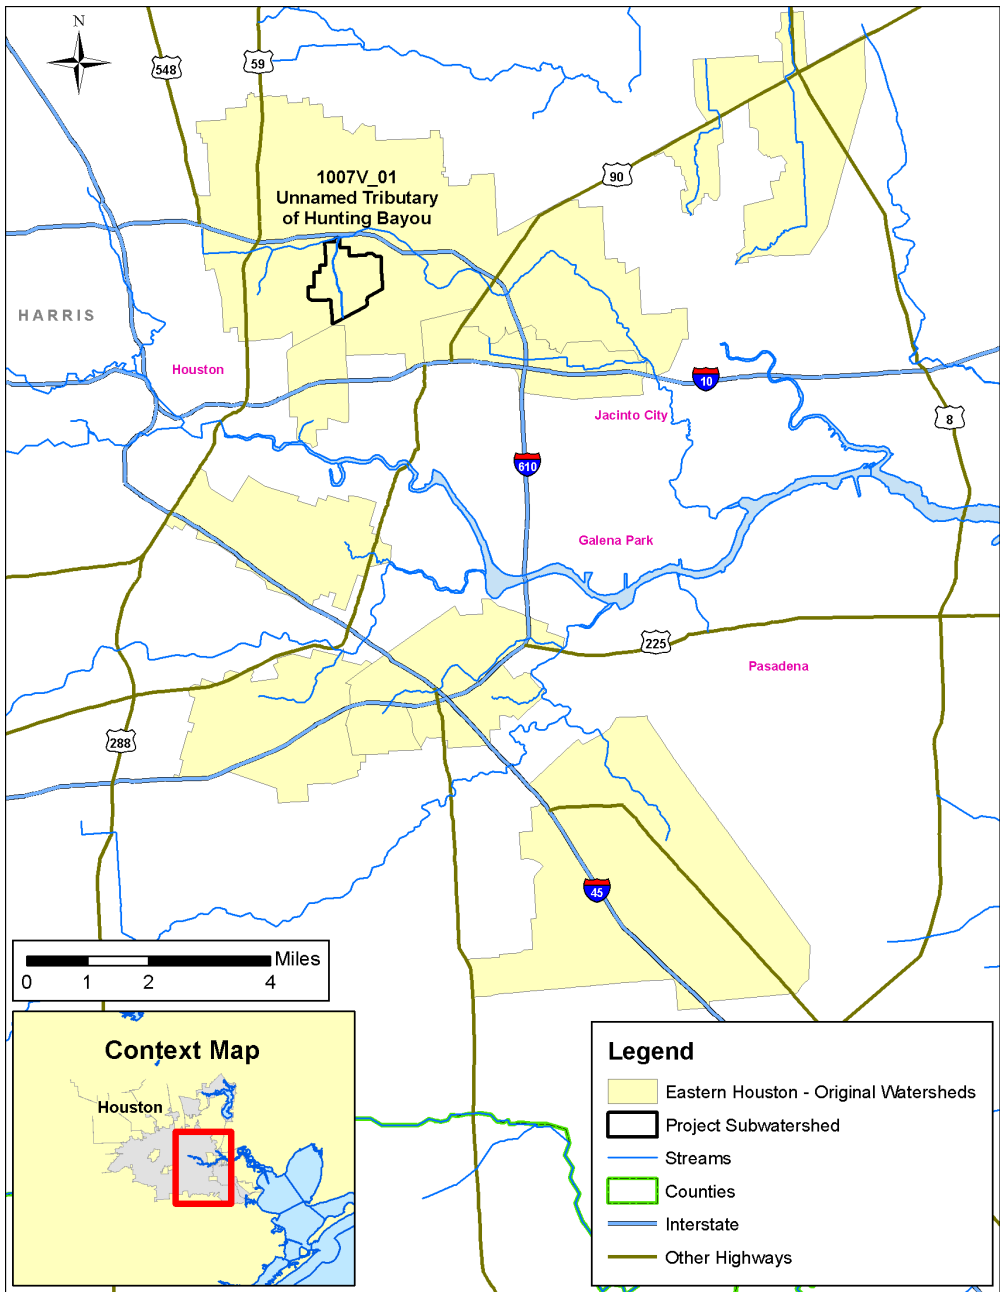 N
548
59
90
1007V_01
Unnamed Tributary
of Hunting Bayou
HARRIS
Houston
10
Jacinto City
8
610
Galena Park
225
Pasadena
288
45
Miles
0 1 2 4
Context Map
Houston
Legend
Eastern Houston - Original Watersheds
Project Subwatershed
Streams
Counties
Interstate
Other Highways